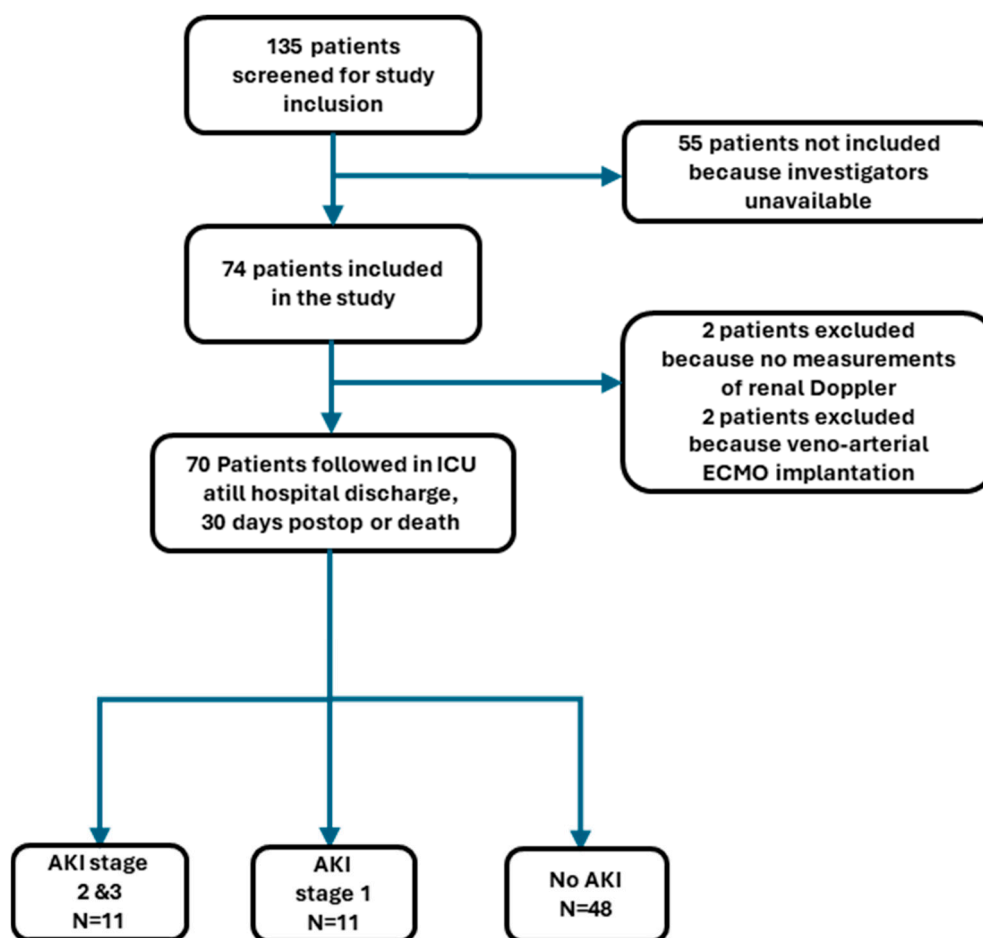 135 patients
screened for study
inclusion
55 patients not included
because investigators
unavailable
74 patients included
in the study
2 patients excluded
because no measurements
of renal Doppler
2 patients excluded
because veno-arterial
ECMO implantation
70 Patients followed in ICU
atill hospital discharge,
30 days postop or death
AKI stage
2 &3
N=11
AKI
stage 1
N=11
No AKI
N=48